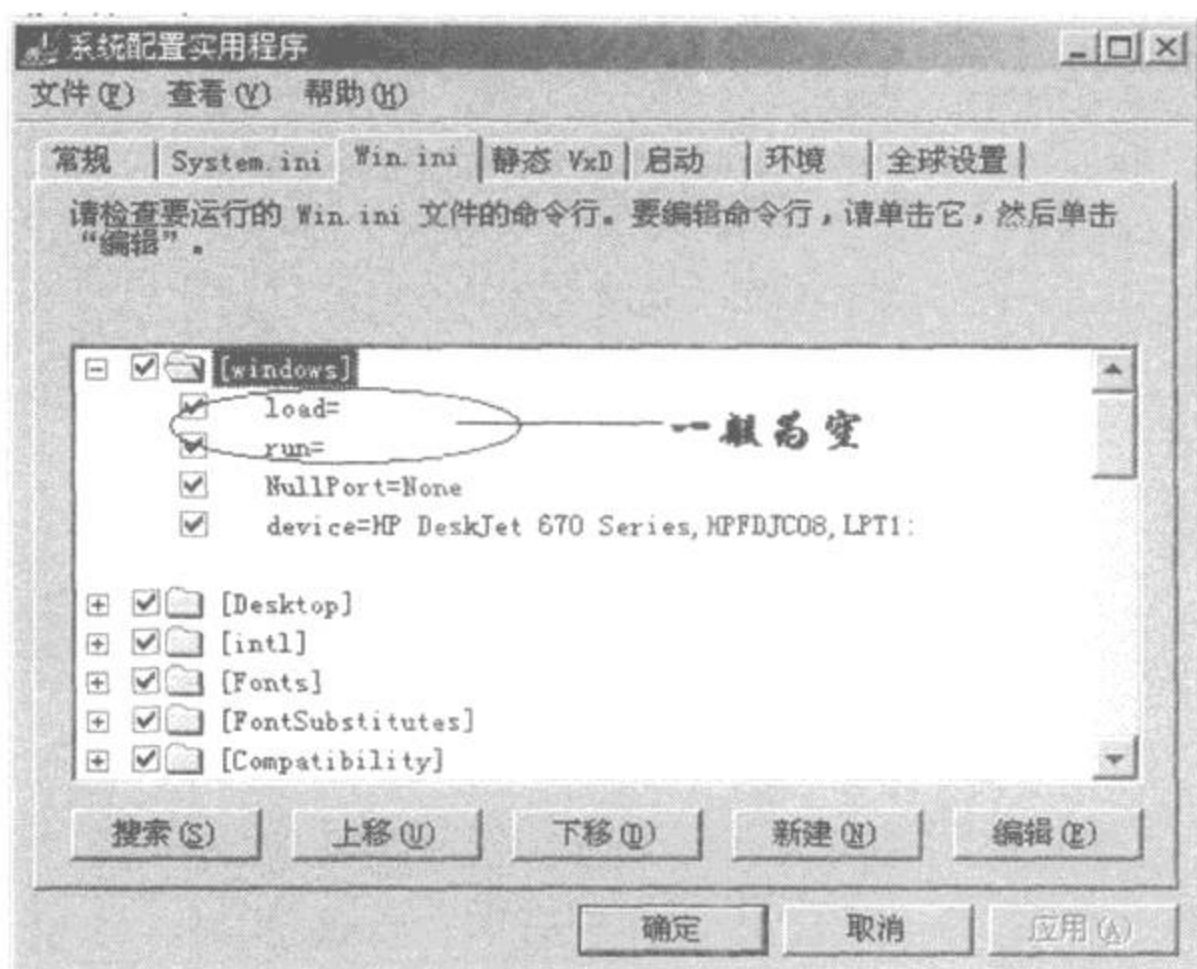 系统配置实用程序
文件(F) 查看(V) 帮助(H)
常规 System.ini Win.ini 静态 VxD 启动 环境 全球设置
请检查要运行的 Win.ini 文件的命令行。要编辑命令行，请单击它，然后单击
“编辑”。
[windows]
load=
一般为空
run=
NullPort=None
device=HP DeskJet 670 Series,HPFDJC08,LPT1:
[Desktop]
[intl]
[Fonts]
[FontSubstitutes]
[Compatibility]
搜索(S) 上移(U) 下移(D) 新建(N) 编辑(E)
确定 取消 应用(A)